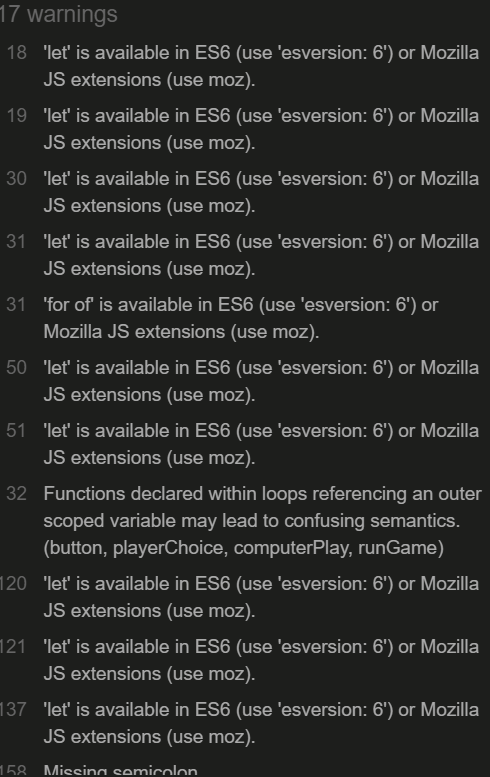 17 warnings
18 'let' is available in ES6 (use 'esversion: 6') or Mozilla
JS extensions (use moz).
19 'let' is available in ES6 (use 'esversion: 6') or Mozilla
JS extensions (use moz).
30 'let' is available in ES6 (use 'esversion: 6') or Mozilla
JS extensions (use moz).
31 'let' is available in ES6 (use 'esversion: 6') or Mozilla
JS extensions (use moz).
31 'for of' is available in ES6 (use 'esversion: 6') or
Mozilla JS extensions (use moz).
50 'let' is available in ES6 (use 'esversion: 6') or Mozilla
JS extensions (use moz).
51 'let' is available in ES6 (use 'esversion: 6') or Mozilla
JS extensions (use moz).
32 Functions declared within loops referencing an outer
scoped variable may lead to confusing semantics.
(button, playerChoice, computerPlay, runGame)
120 'let' is available in ES6 (use 'esversion: 6') or Mozilla
JS extensions (use moz).
121 'let' is available in ES6 (use 'esversion: 6') or Mozilla
JS extensions (use moz).
137 'let' is available in ES6 (use 'esversion: 6') or Mozilla
JS extensions (use moz).
158 Missing semicolon.